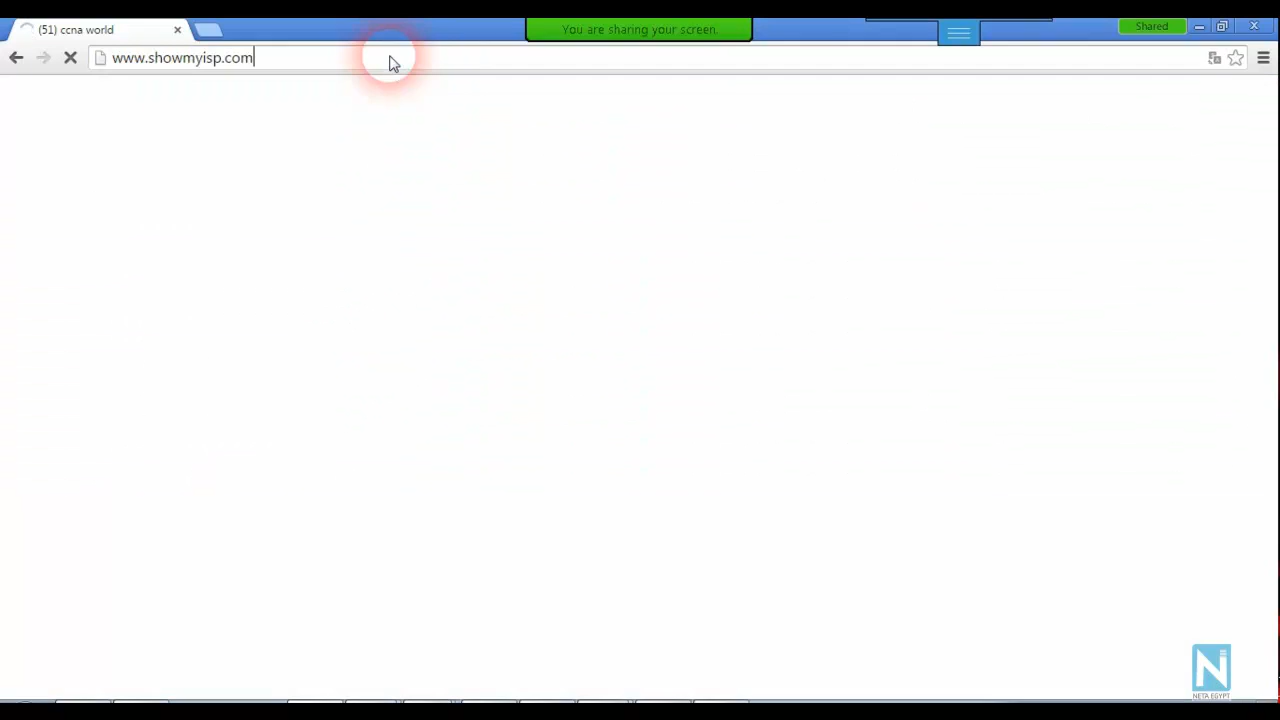 (51) ccna world
You are sharing your screen.
Shared
www.showmyisp.com
NETA EGYPT